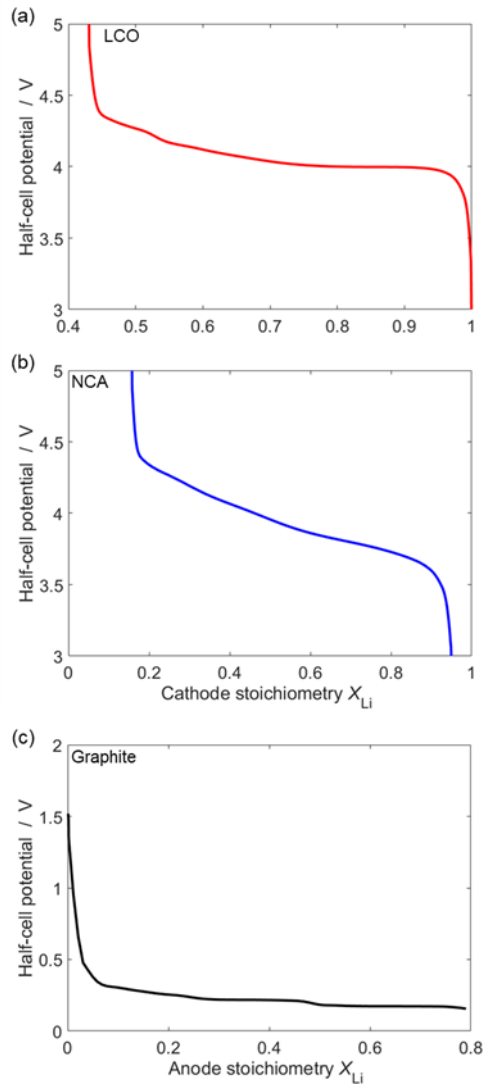 (a)
LCO
Half-cell potential / V
5
4.5
4
3.5
3
0.4 0.5 0.6 0.7 0.8 0.9 1
(b)
NCA
Half-cell potential / V
5
4.5
4
3.5
3
0 0.2 0.4 0.6 0.8 1
Cathode stoichiometry XLi
(c)
Graphite
Half-cell potential / V
2
1.5
1
0.5
0
0 0.2 0.4 0.6 0.8
Anode stoichiometry XLi